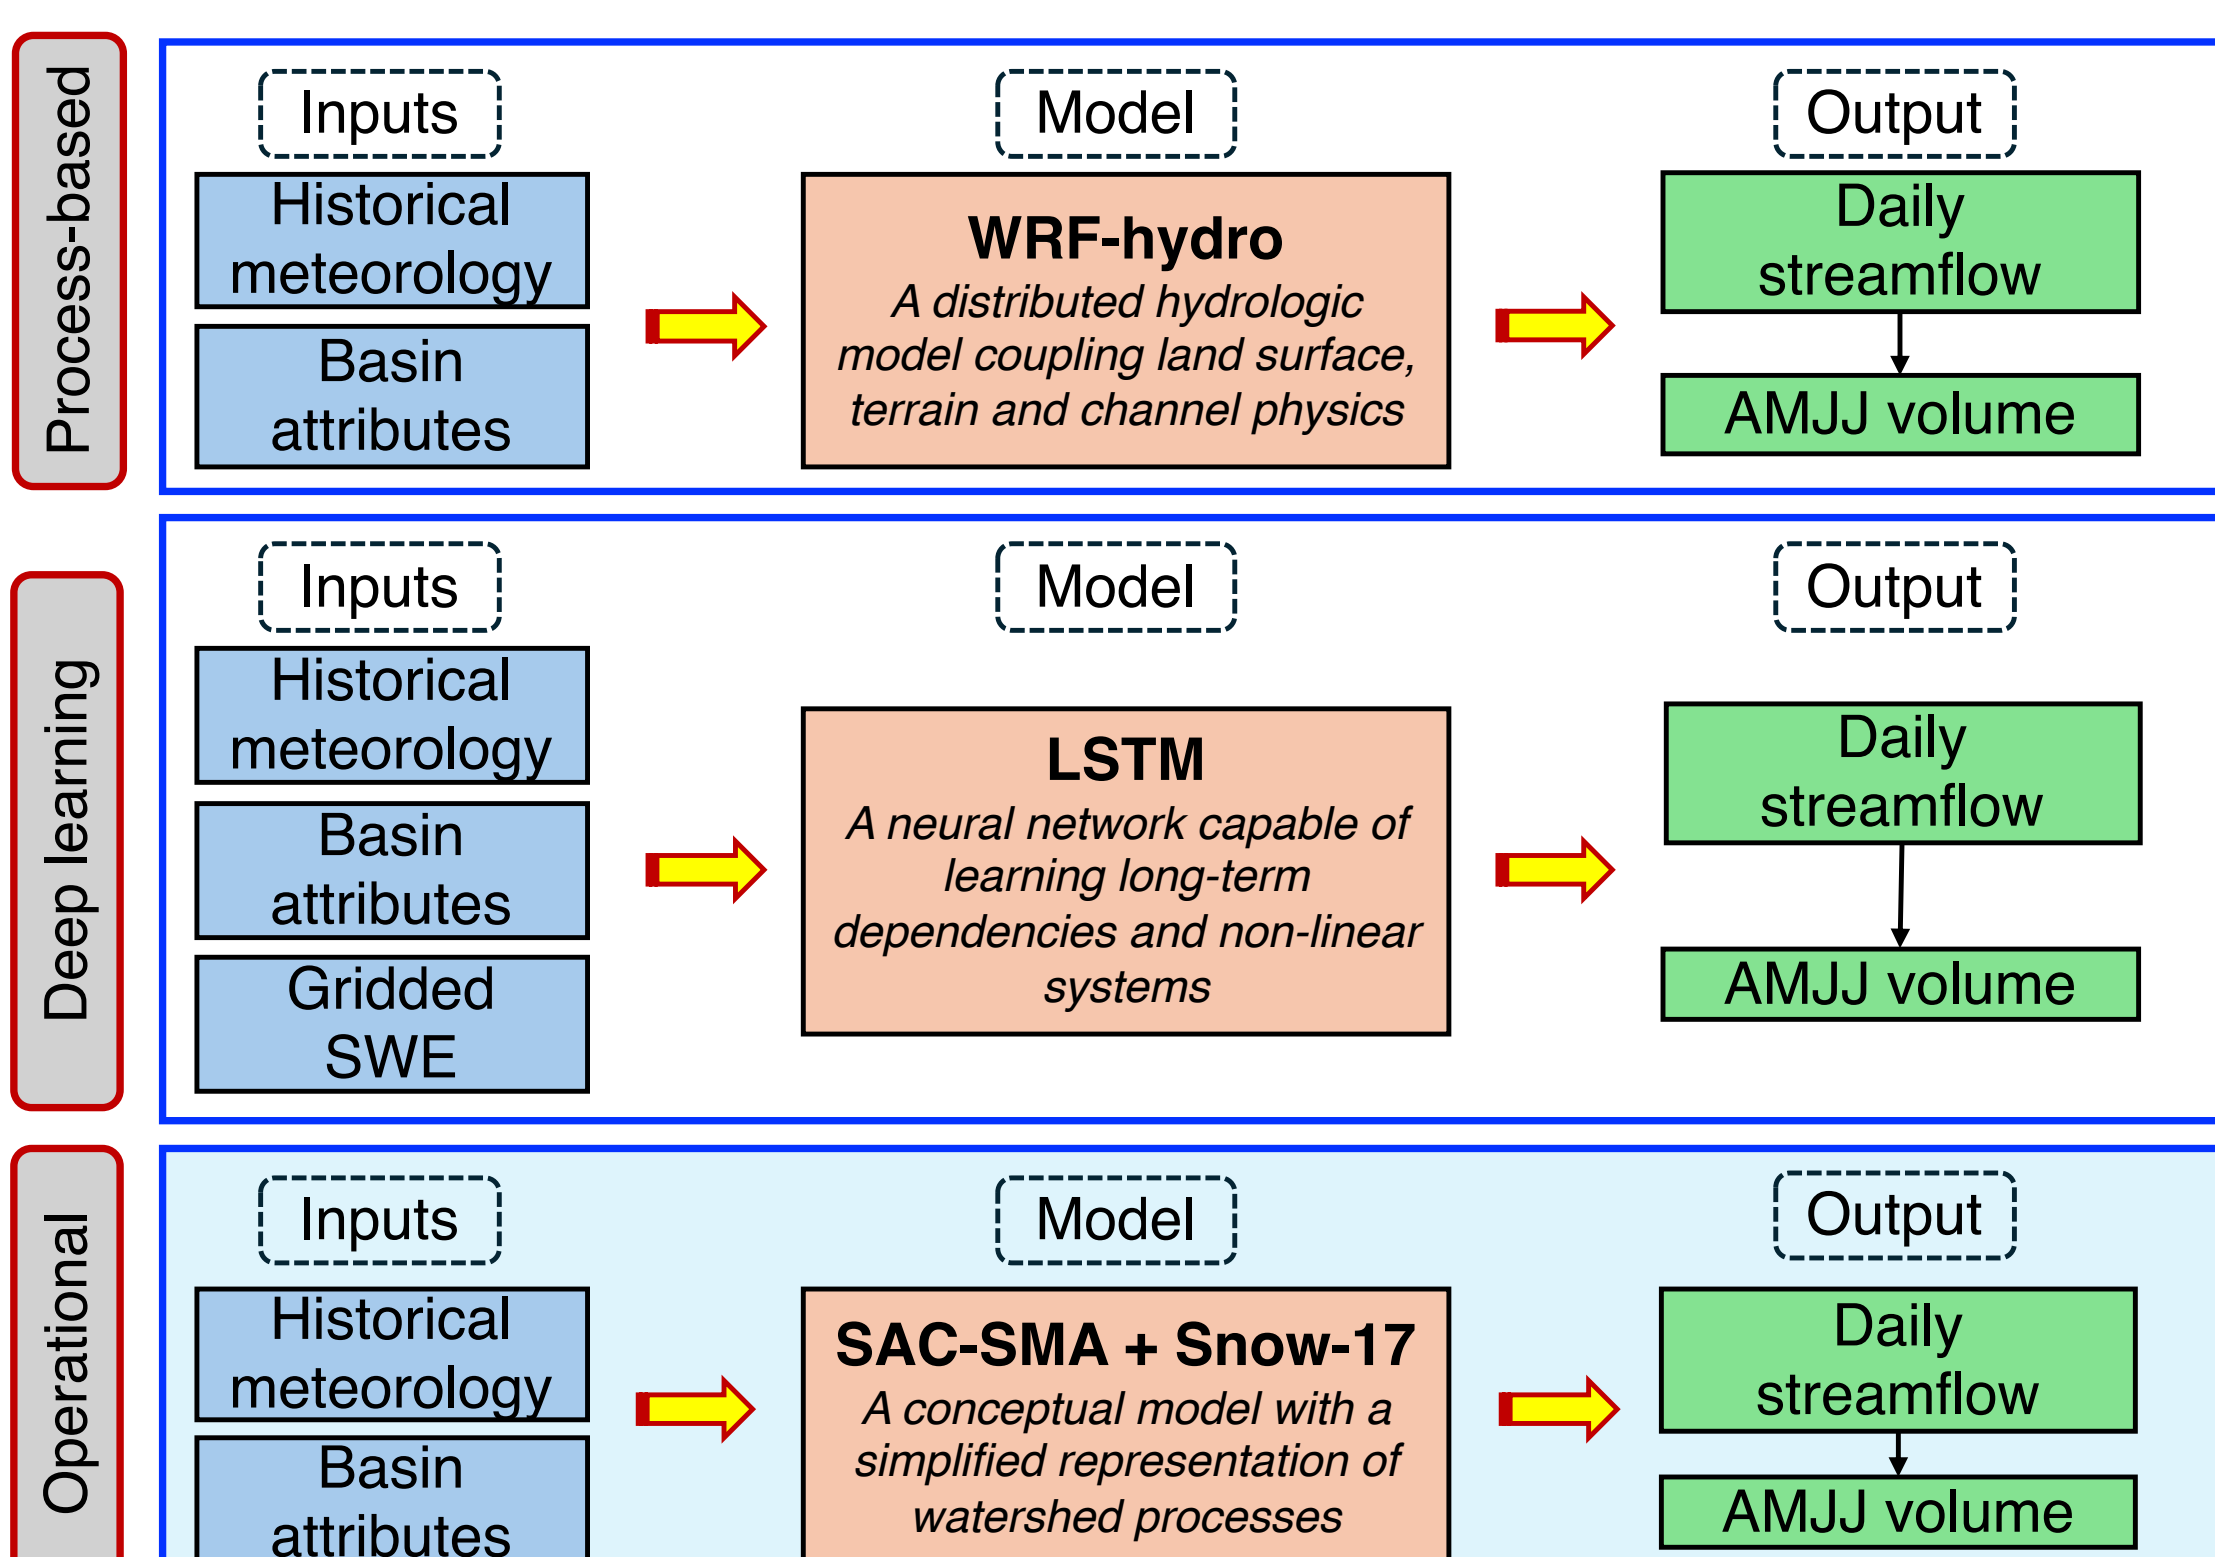 Process-based
Inputs
Model
Output
Historical
meteorology
Basin
attributes
WRF-hydro
A distributed hydrologic
model coupling land surface,
terrain and channel physics
Daily
streamflow
AMJJ volume
Deep learning
Inputs
Model
Output
Historical
meteorology
Basin
attributes
Gridded
SWE
LSTM
A neural network capable of
learning long-term
dependencies and non-linear
systems
Daily
streamflow
AMJJ volume
Operational
Inputs
Model
Output
Historical
meteorology
Basin
attributes
SAC-SMA + Snow-17
A conceptual model with a
simplified representation of
watershed processes
Daily
streamflow
AMJJ volume